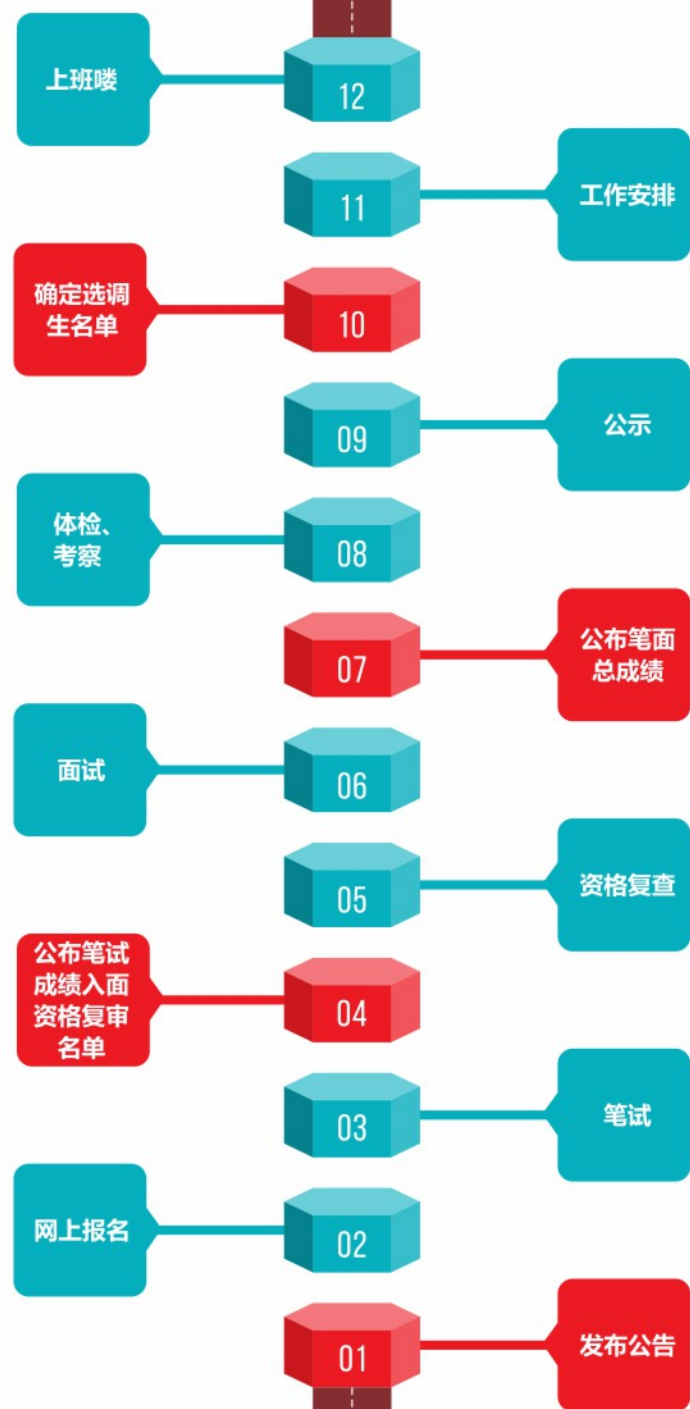 上班喽
12
11
工作安排
确定选调
生名单
10
09
公示
体检、
考察
08
07
公布笔面
总成绩
面试
06
05
资格复查
公布笔试
成绩入面
资格复审
名单
04
03
笔试
网上报名
02
01
发布公告